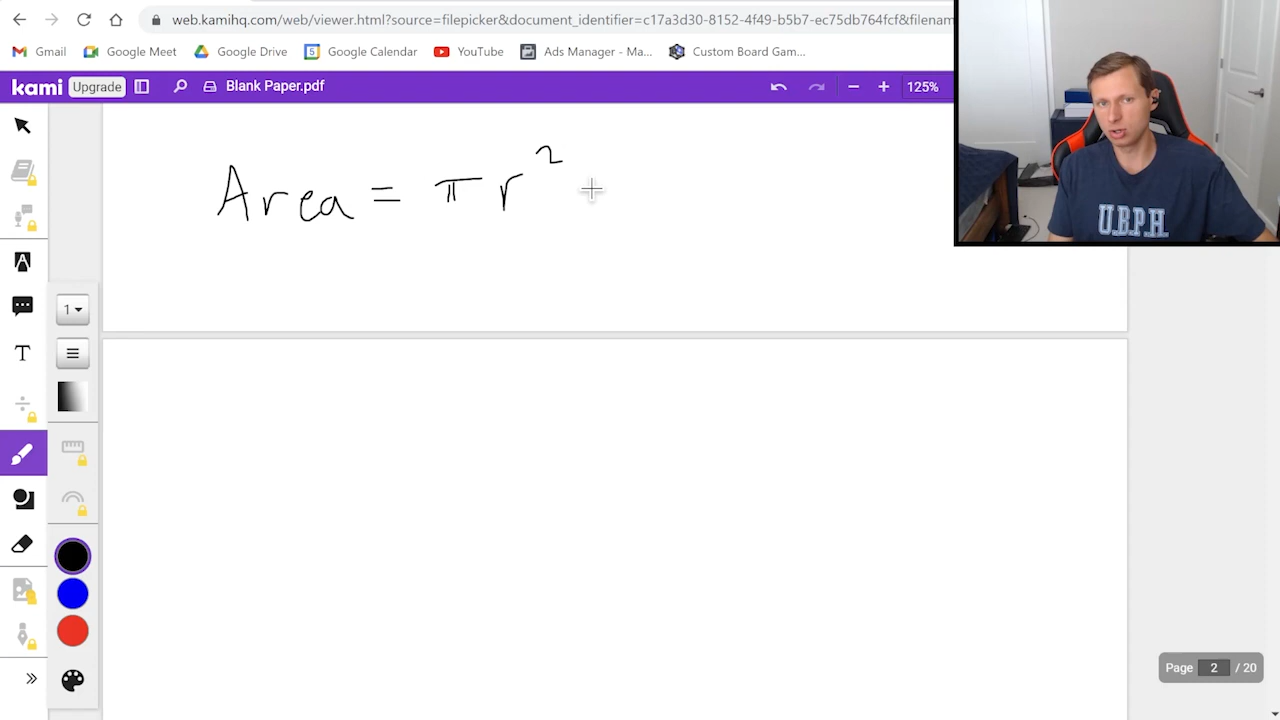 web.kamihq.com/web/viewer.html?source=filepicker&document_identifier=c17a3d30-8152-4f49-b5b7-ec75db764fcf&filenam
Gmail Google Meet Google Drive 5 Google Calendar YouTube Ads Manager - Ma... Custom Board Gam...
kami Upgrade Blank Paper.pdf 125%
Area = π r²
U.B.P.H.
A
T
1
Page 2 / 20